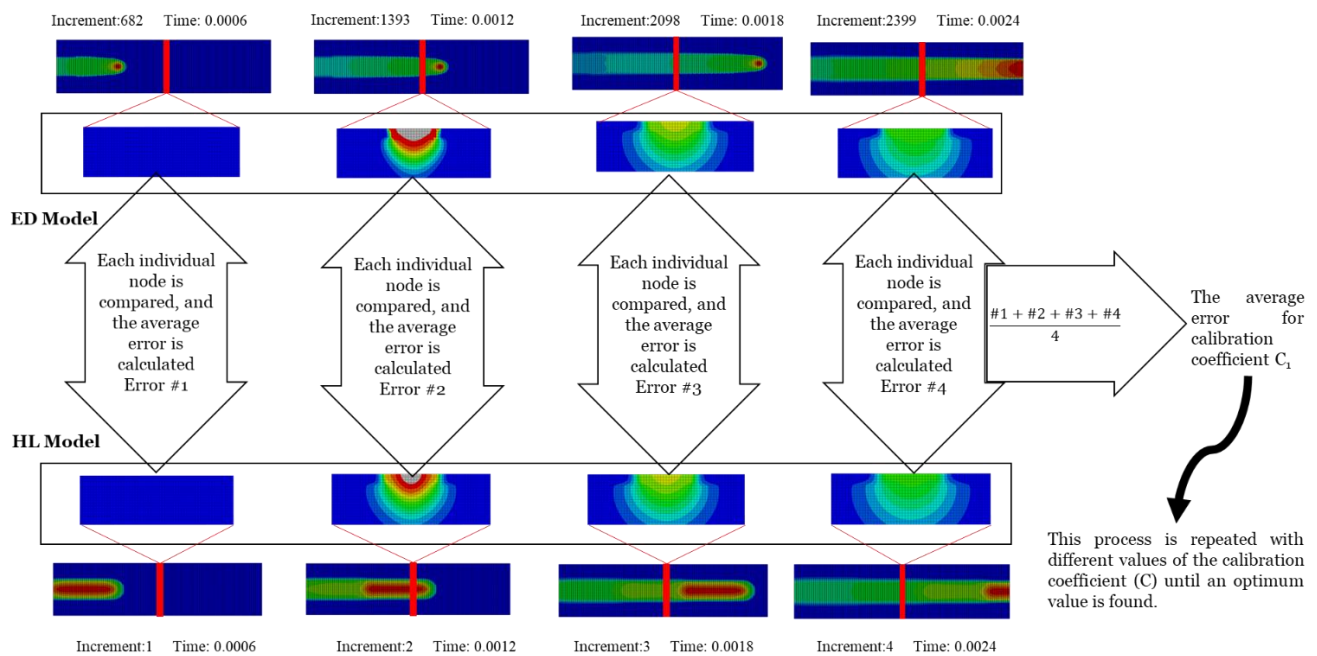 Increment:682 Time: 0.0006
Increment:1393 Time: 0.0012
Increment:2098 Time: 0.0018
Increment:2399 Time: 0.0024
ED Model
Each individual
node is
compared, and
the average
error is
calculated
Error #1
Each individual
node is
compared, and
the average
error is
calculated
Error #2
Each individual
node is
compared, and
the average
error is
calculated
Error #3
Each individual
node is
compared, and
the average
error is
calculated
Error #4
#1 + #2 + #3 + #4
4
The average
error for
calibration
coefficient C₁
HL Model
This process is repeated with
different values of the calibration
coefficient (C) until an optimum
value is found.
Increment:1 Time: 0.0006
Increment:2 Time: 0.0012
Increment:3 Time: 0.0018
Increment:4 Time: 0.0024